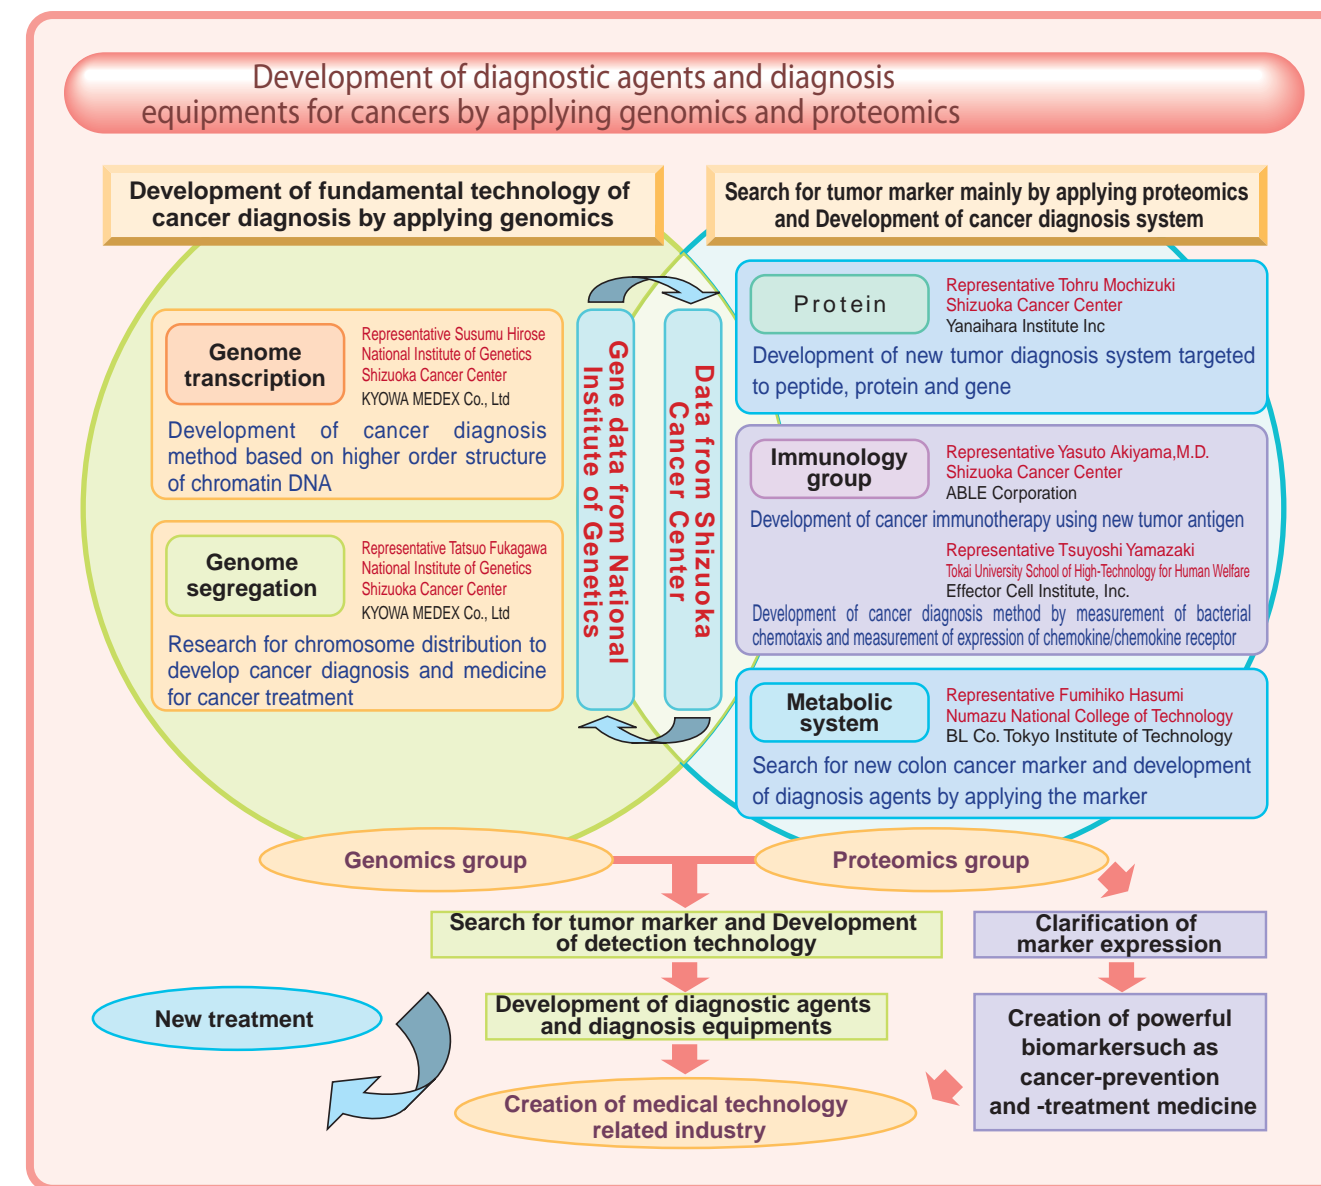 Development of diagnostic agents and diagnosis
equipments for cancers by applying genomics and proteomics
Development of fundamental technology of
cancer diagnosis by applying genomics
Search for tumor marker mainly by applying proteomics
and Development of cancer diagnosis system
Genome
transcription
Representative Susumu Hirose
National Institute of Genetics
Shizuoka Cancer Center
KYOWA MEDEX Co., Ltd
Development of cancer diagnosis
method based on higher order structure
of chromatin DNA
Genome
segregation
Representative Tatsuo Fukagawa
National Institute of Genetics
Shizuoka Cancer Center
KYOWA MEDEX Co., Ltd
Research for chromosome distribution to
develop cancer diagnosis and medicine
for cancer treatment
Gene data from National
Institute of Genetics
Data from Shizuoka
Cancer Center
Protein
Representative Tohru Mochizuki
Shizuoka Cancer Center
Yanaihara Institute Inc
Development of new tumor diagnosis system targeted
to peptide, protein and gene
Immunology
group
Representative Yasuto Akiyama,M.D.
Shizuoka Cancer Center
ABLE Corporation
Development of cancer immunotherapy using new tumor antigen
Representative Tsuyoshi Yamazaki
Tokai University School of High-Technology for Human Welfare
Effector Cell Institute, Inc.
Development of cancer diagnosis method by measurement of bacterial
chemotaxis and measurement of expression of chemokine/chemokine receptor
Metabolic
system
Representative Fumihiko Hasumi
Numazu National College of Technology
BL Co. Tokyo Institute of Technology
Search for new colon cancer marker and development
of diagnosis agents by applying the marker
Genomics group
Proteomics group
Search for tumor marker and Development
of detection technology
Clarification of
marker expression
New treatment
Development of diagnostic agents
and diagnosis equipments
Creation of powerful
biomarkersuch as
cancer-prevention
and -treatment medicine
Creation of medical technology
related industry